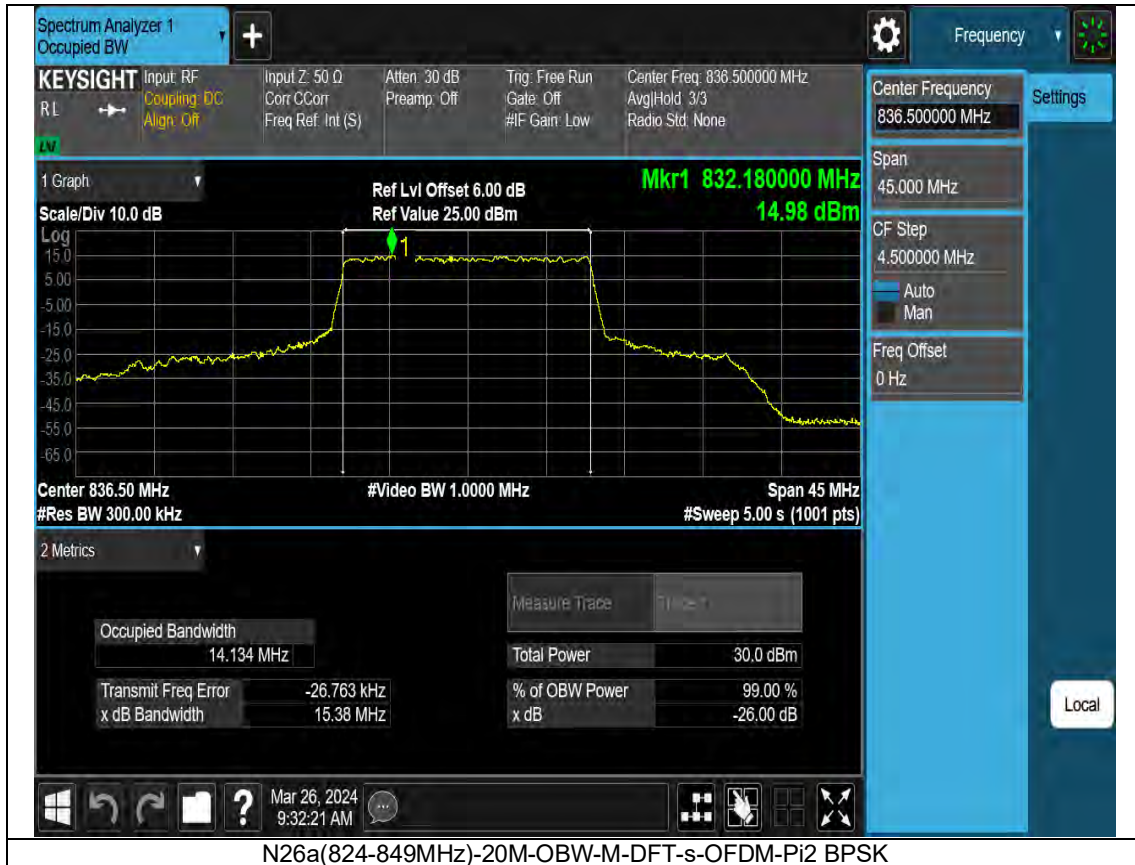 Spectrum Analyzer 1
Occupied BW
+
Frequency
KEYSIGHT
RL
Input: RF
Coupling: DC
Align: Off
Input Z: 50 Ω
Corr CCorr
Freq Ref: Int (S)
Atten: 30 dB
Preamp: Off
Trig: Free Run
Gate: Off
#IF Gain: Low
Center Freq: 836.500000 MHz
Avg|Hold: 3/3
Radio Std: None
Center Frequency
836.500000 MHz
Settings
Span
45.000 MHz
CF Step
4.500000 MHz
Auto
Man
Freq Offset
0 Hz
Local
1 Graph
Scale/Div 10.0 dB
Ref Lvl Offset 6.00 dB
Ref Value 25.00 dBm
Mkr1 832.180000 MHz
14.98 dBm
Log
1
15.0
5.00
-5.00
-15.0
-25.0
-35.0
-45.0
-55.0
-65.0
Center 836.50 MHz
#Video BW 1.0000 MHz
Span 45 MHz
#Res BW 300.00 kHz
#Sweep 5.00 s (1001 pts)
2 Metrics
Measure Trace
Trace 1
Occupied Bandwidth
14.134 MHz
Total Power 30.0 dBm
Transmit Freq Error -26.763 kHz
% of OBW Power 99.00 %
x dB Bandwidth 15.38 MHz
x dB -26.00 dB
?
Mar 26, 2024
9:32:21 AM
N26a(824-849MHz)-20M-OBW-M-DFT-s-OFDM-Pi2 BPSK